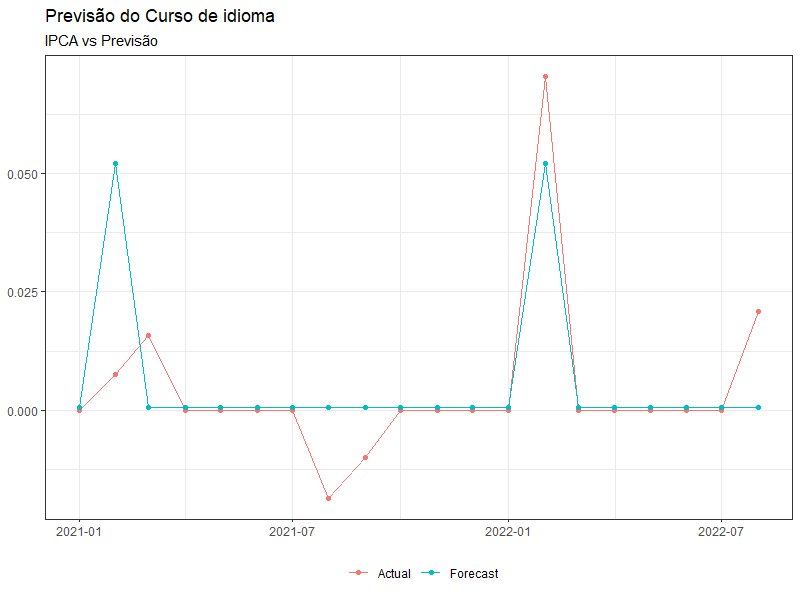 Previsão do Curso de idioma
IPCA vs Previsão
0.050
0.025
0.000
2021-01 2021-07 2022-01 2022-07
Actual Forecast